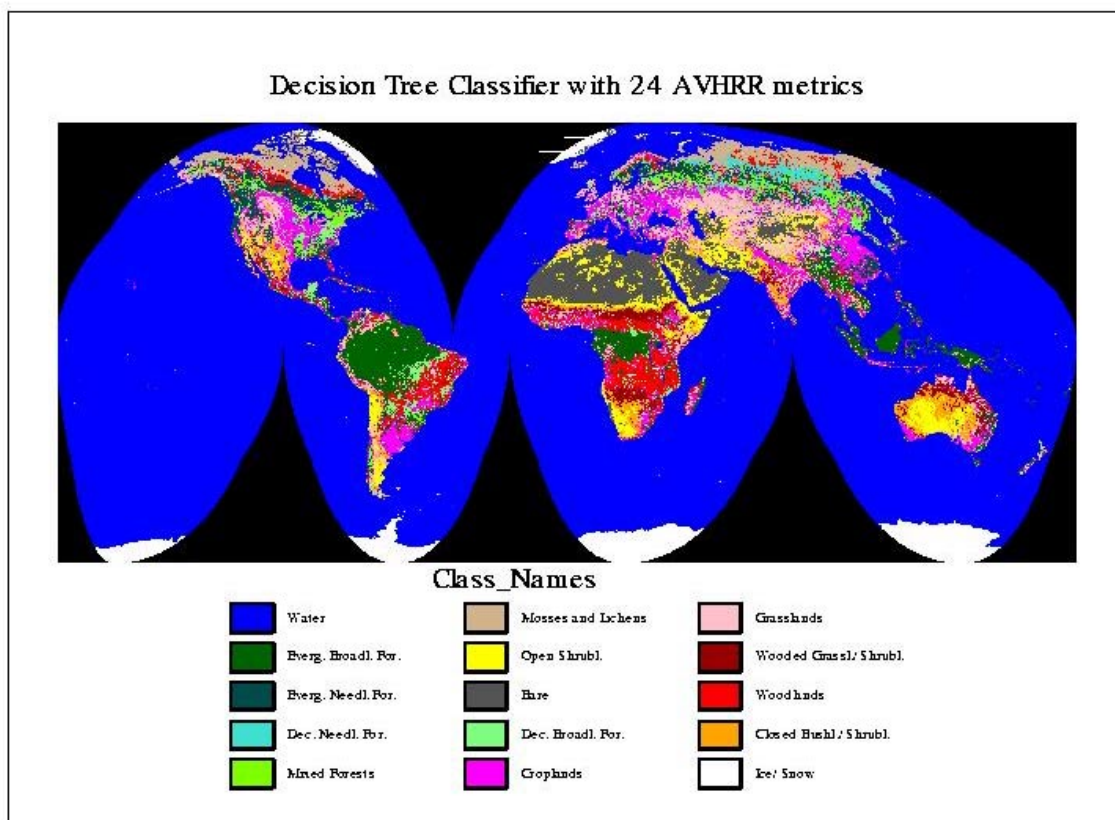 Decision Tree Classifier with 24 AVHRR metrics
Class_Names
Water
Mosses and Lichens
Grasslands
Everg. Broadl. For.
Open Shrubl.
Wooded Grassl./ Shrubl.
Everg. Needl. For.
Bare
Woodlands
Dec. Needl. For.
Dec. Broadl. For.
Closed Bushl./ Shrubl.
Mixed Forests
Croplands
Ice/ Snow